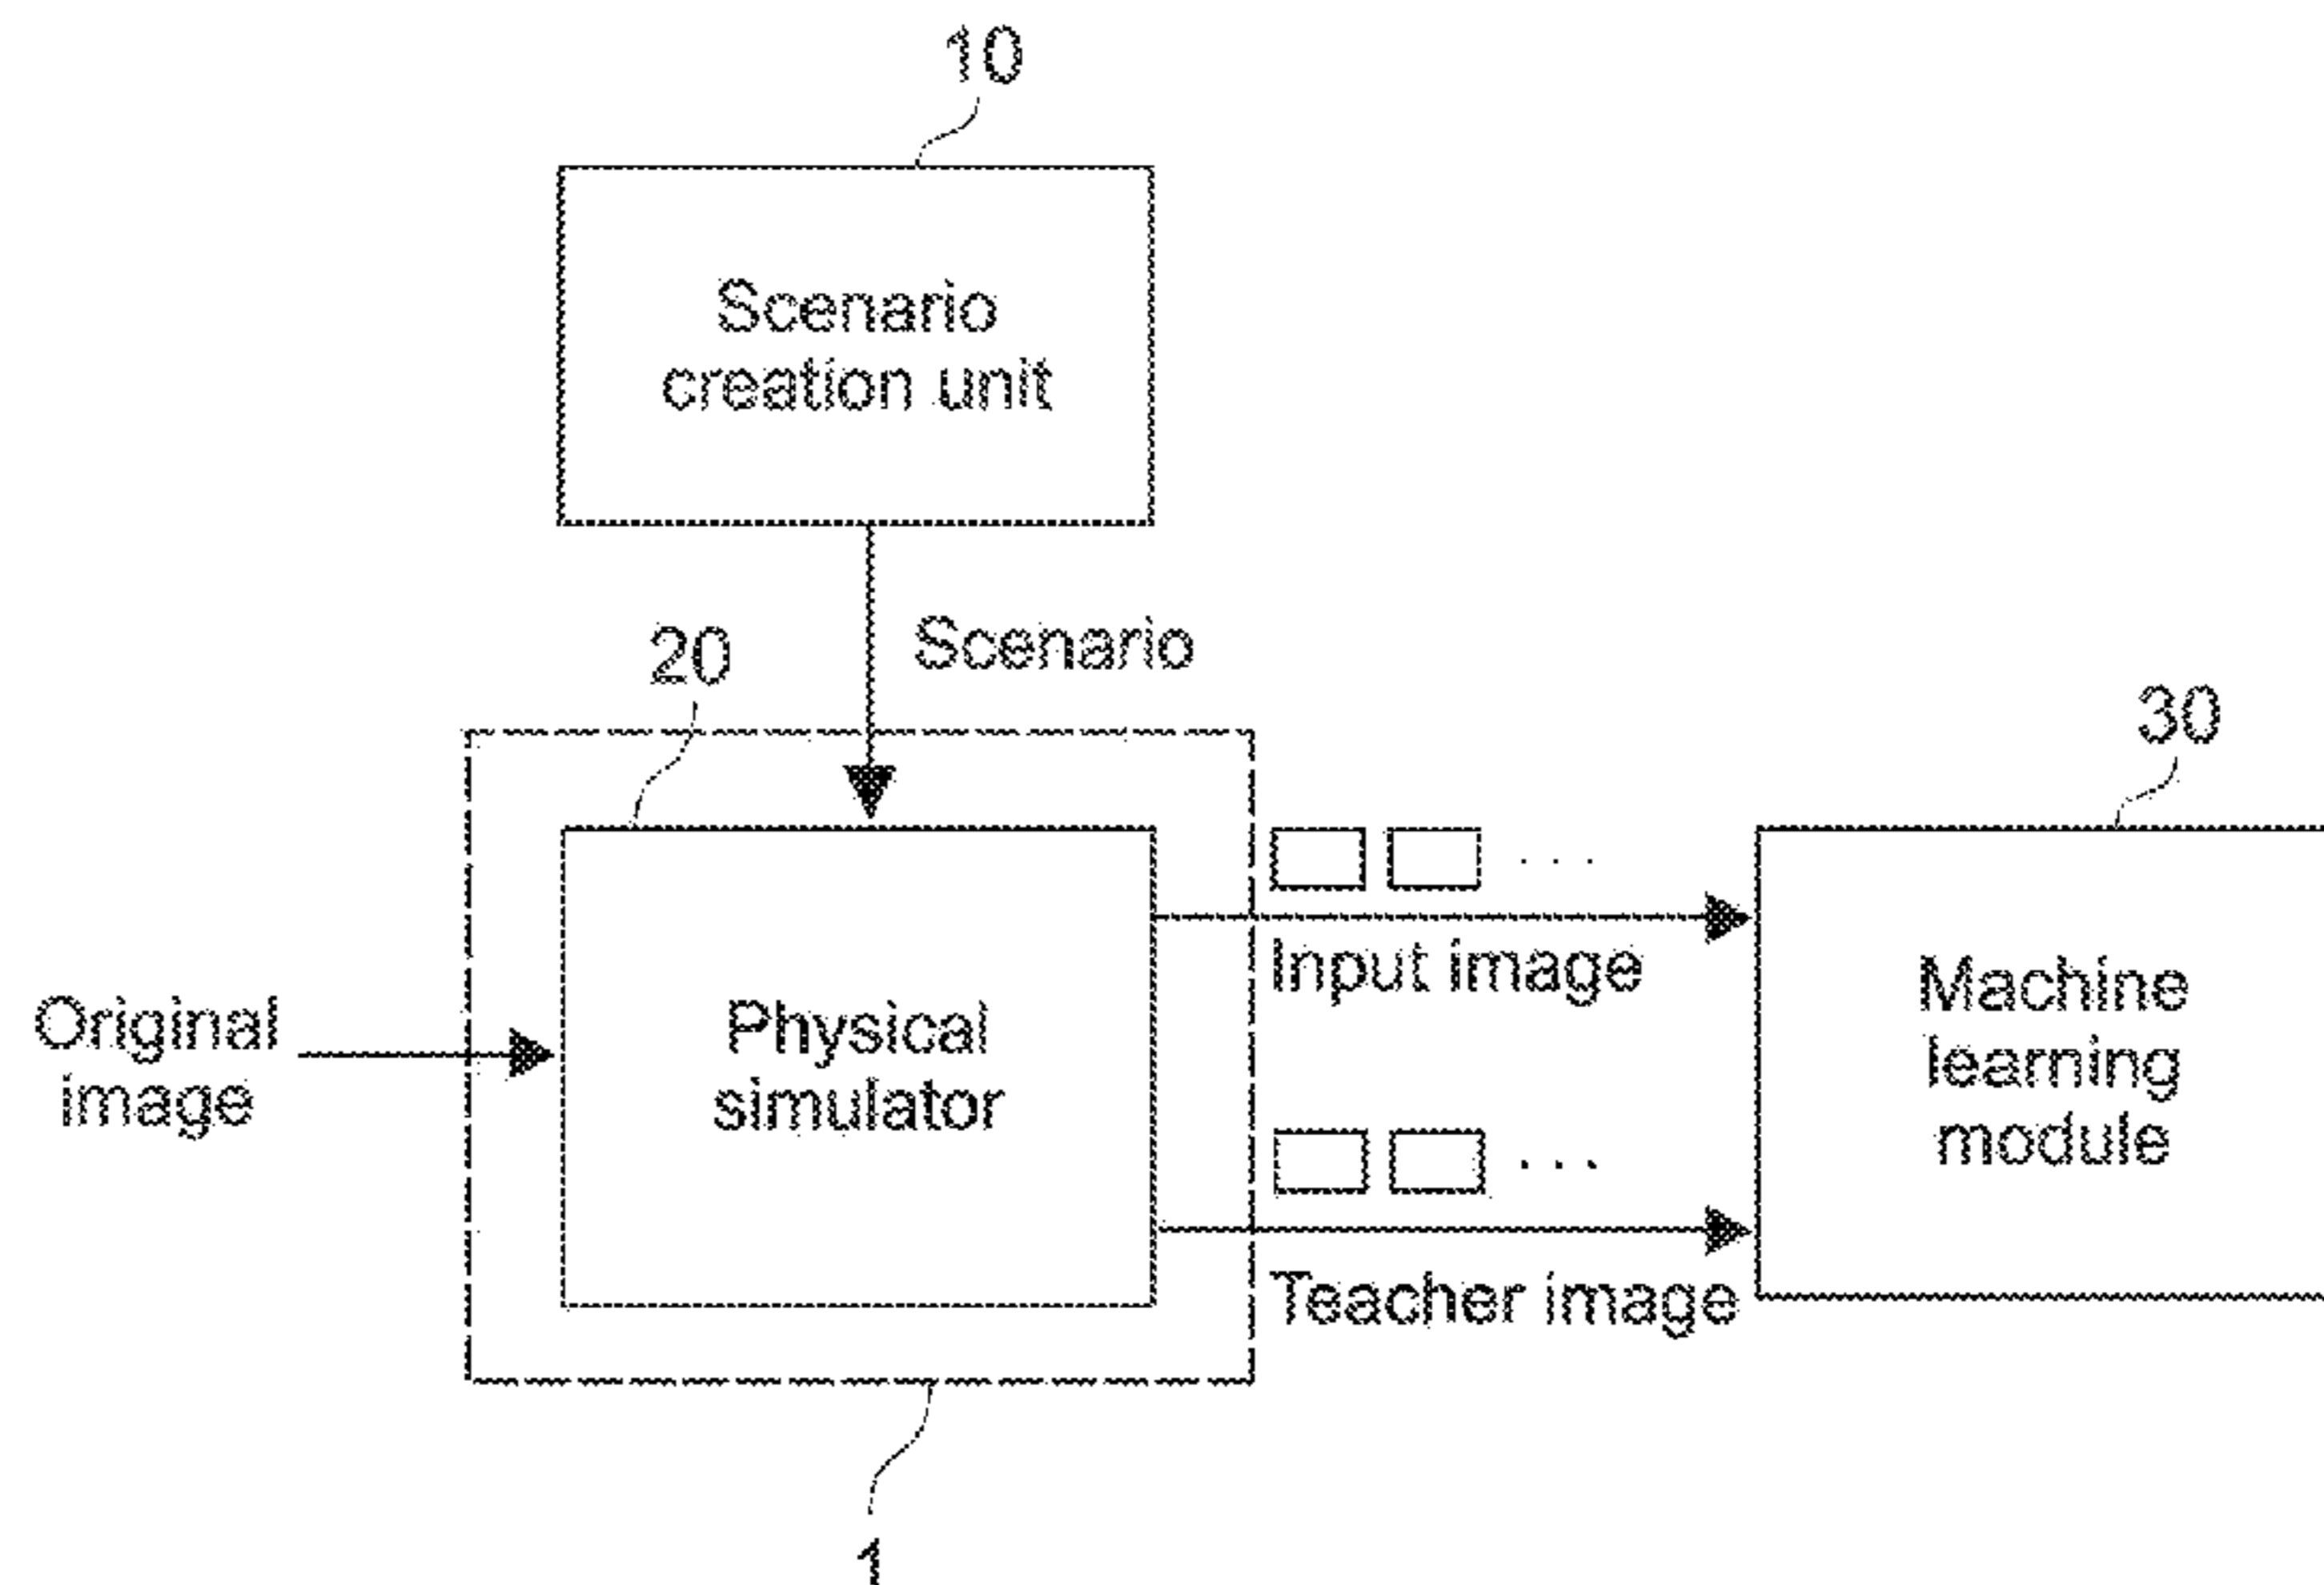 10
Scenario
creation unit
Scenario
20
30
Original
image
Physical
simulator
Input image
Machine
learning
module
Teacher image
1